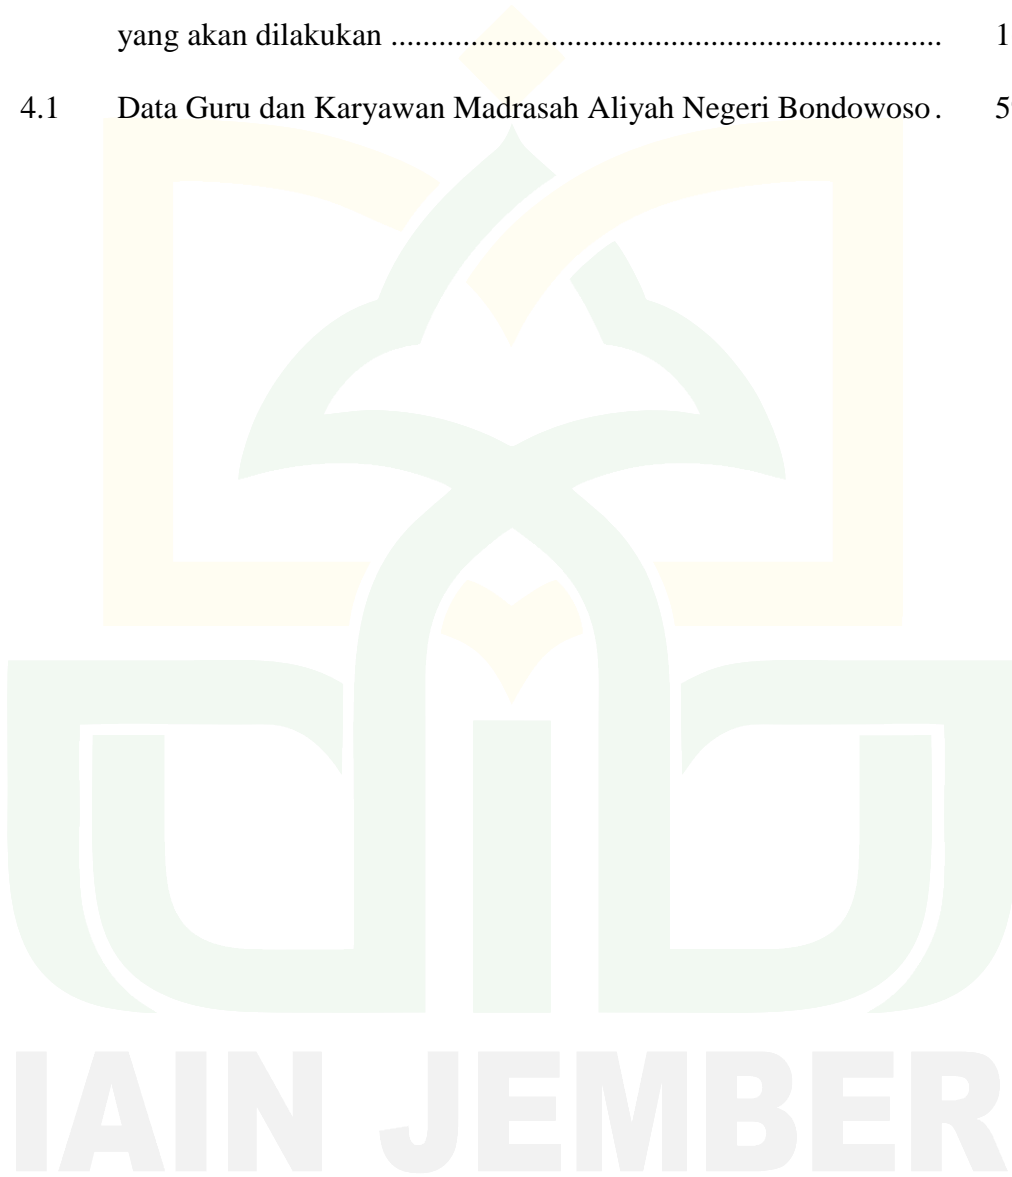 yang akan dilakukan ..................................................................... 1
4.1 Data Guru dan Karyawan Madrasah Aliyah Negeri Bondowoso . 5
IAIN JEMBER